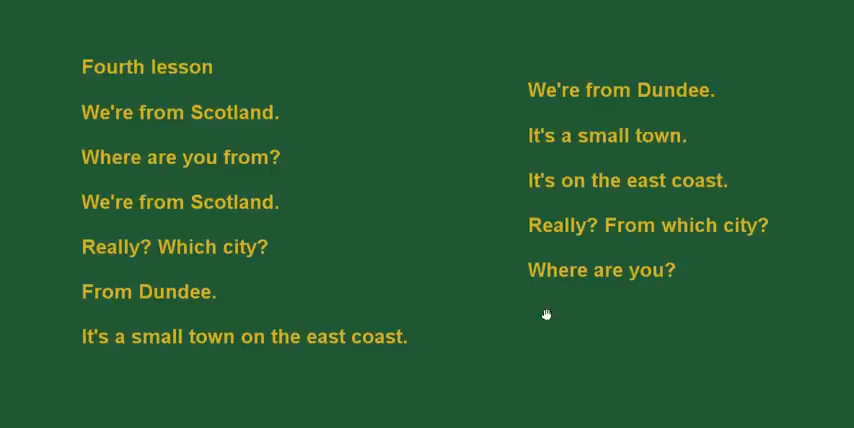 Fourth lesson
We're from Scotland.
Where are you from?
We're from Scotland.
Really? Which city?
From Dundee.
It's a small town on the east coast.
We're from Dundee.
It's a small town.
It's on the east coast.
Really? From which city?
Where are you?